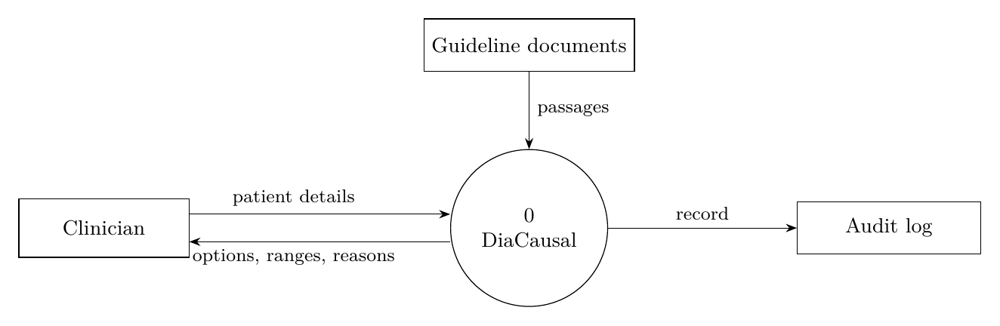 Guideline documents
passages
patient details
Clinician
options, ranges, reasons
0
DiaCausal
record
Audit log